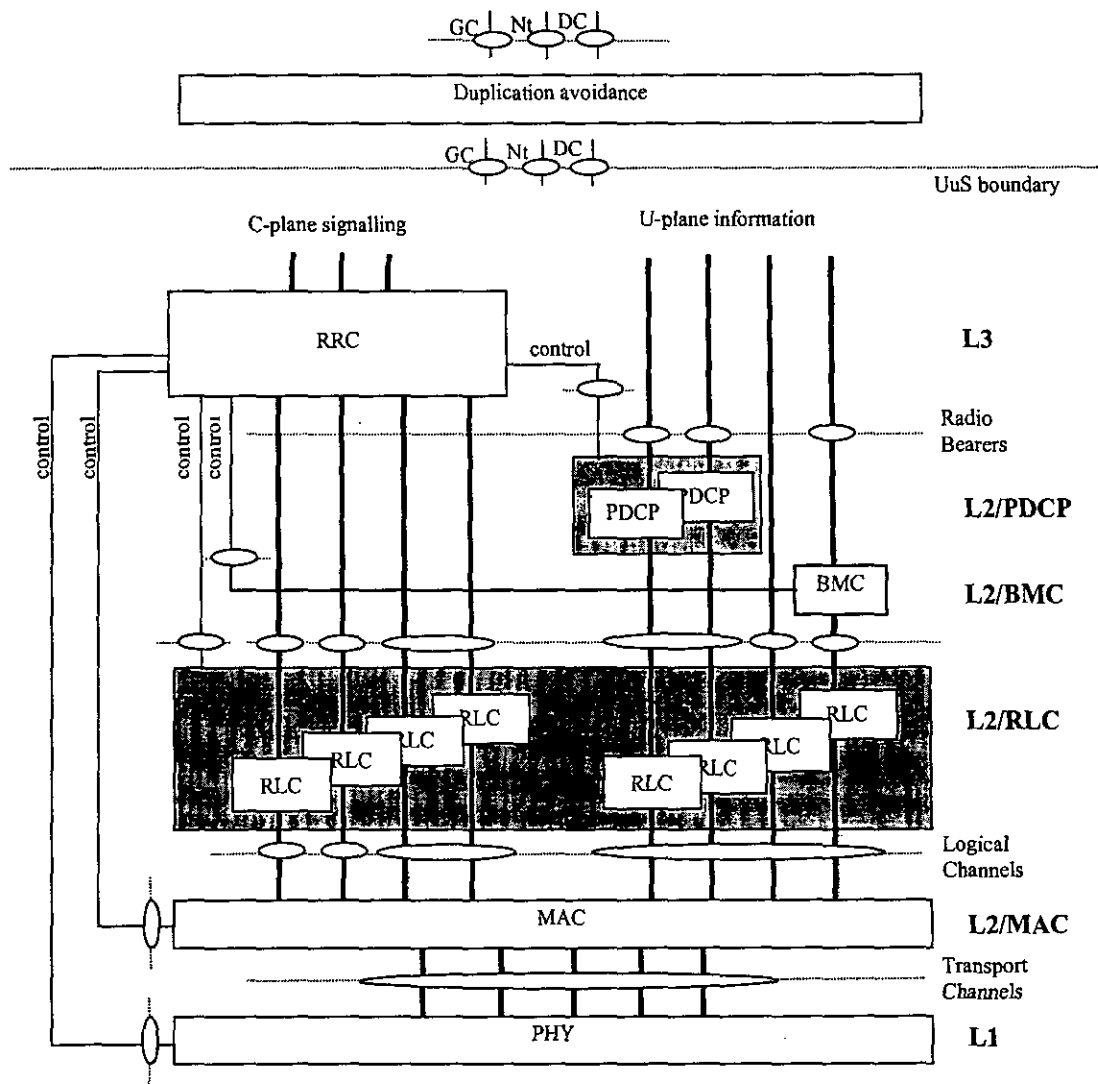 GC Nt DC
Duplication avoidance
GC Nt DC
UuS boundary
C-plane signalling
U-plane information
RRC
control
L3
control
control
control
control
Radio
Bearers
PDCP
PDCP
L2/PDCP
BMC
L2/BMC
RLC
RLC
RLC
RLC
RLC
RLC
RLC
RLC
L2/RLC
Logical
Channels
MAC
L2/MAC
Transport
Channels
PHY
L1